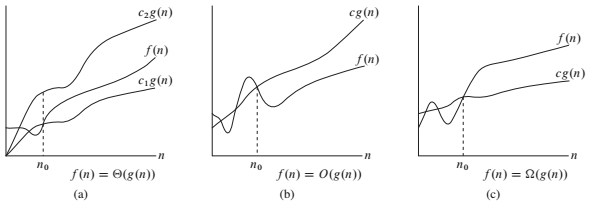 c₂g(n)
f(n)
c₁g(n)
n
n₀
f(n) = Θ(g(n))
(a)
cg(n)
f(n)
n
n₀
f(n) = O(g(n))
(b)
f(n)
cg(n)
n
n₀
f(n) = Ω(g(n))
(c)